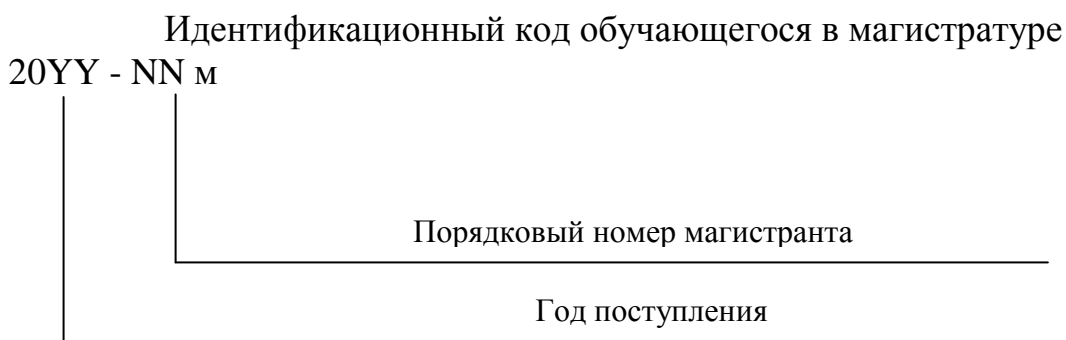 Идентификационный код обучающегося в магистратуре
20YY - NN м
Порядковый номер магистранта
Год поступления